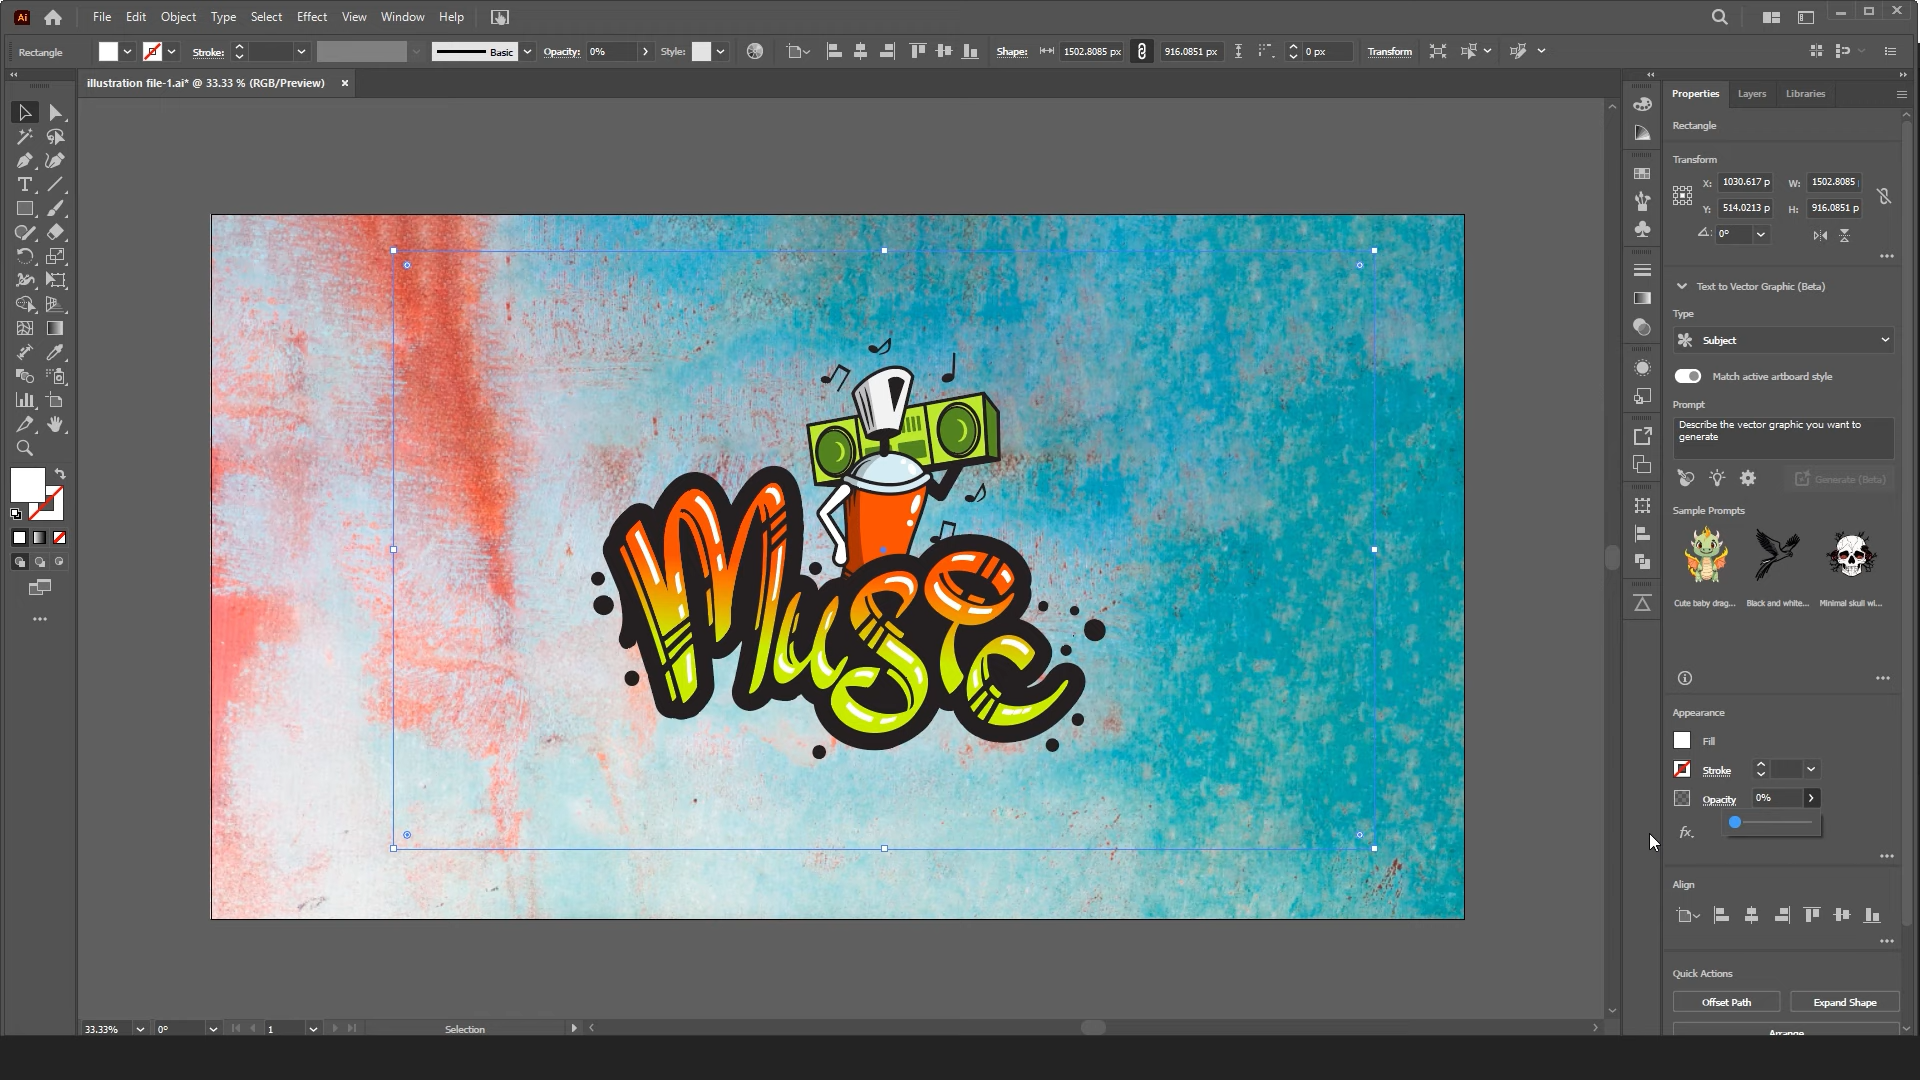 Ai File Edit Object Type Select Effect View Window Help
Rectangle Stroke: Basic Opacity: 0% Style: Shape: 1502.8085 px 916.0851 px 0 px Transform
illustration file-1.ai* @ 33.33 % (RGB/Preview) ×
Properties Layers Libraries
Rectangle
Transform
X: 1030.617 p W: 1502.8085
Y: 514.0213 p H: 916.0851 p
0°
Text to Vector Graphic (Beta)
Type
Subject
Match active artboard style
Prompt
Describe the vector graphic you want to
generate
Generate (Beta)
Sample Prompts
Cute baby drag... Black and white... Minimal skull wi...
Music
Appearance
Fill
Stroke
Opacity 0%
fx.
Align
Quick Actions
Offset Path Expand Shape
Arrange
33.33% 0° 1 Selection